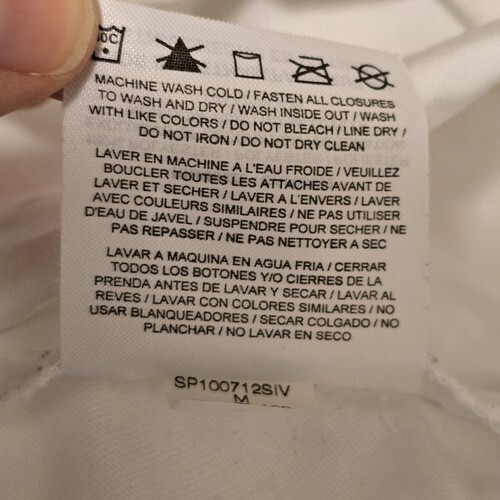 MACHINE WASH COLD / FASTEN ALL CLOSURES
TO WASH AND DRY / WASH INSIDE OUT / WASH
WITH LIKE COLORS / DO NOT BLEACH / LINE DRY /
DO NOT IRON / DO NOT DRY CLEAN
LAVER EN MACHINE A L'EAU FROIDE / VEUILLEZ
BOUCLER TOUTES LES ATTACHES AVANT DE
LAVER ET SECHER / LAVER A L'ENVERS / LAVER
AVEC COULEURS SIMILAIRES / NE PAS UTILISER
D'EAU DE JAVEL / SUSPENDRE POUR SECHER / NE
PAS REPASSER / NE PAS NETTOYER A SEC
LAVAR A MAQUINA EN AGUA FRIA / CERRAR
TODOS LOS BOTONES Y/O CIERRES DE LA
PRENDA ANTES DE LAVAR Y SECAR / LAVAR AL
REVES / LAVAR CON COLORES SIMILARES / NO
USAR BLANQUEADORES / SECAR COLGADO / NO
PLANCHAR / NO LAVAR EN SECO
SP100712SIV
M